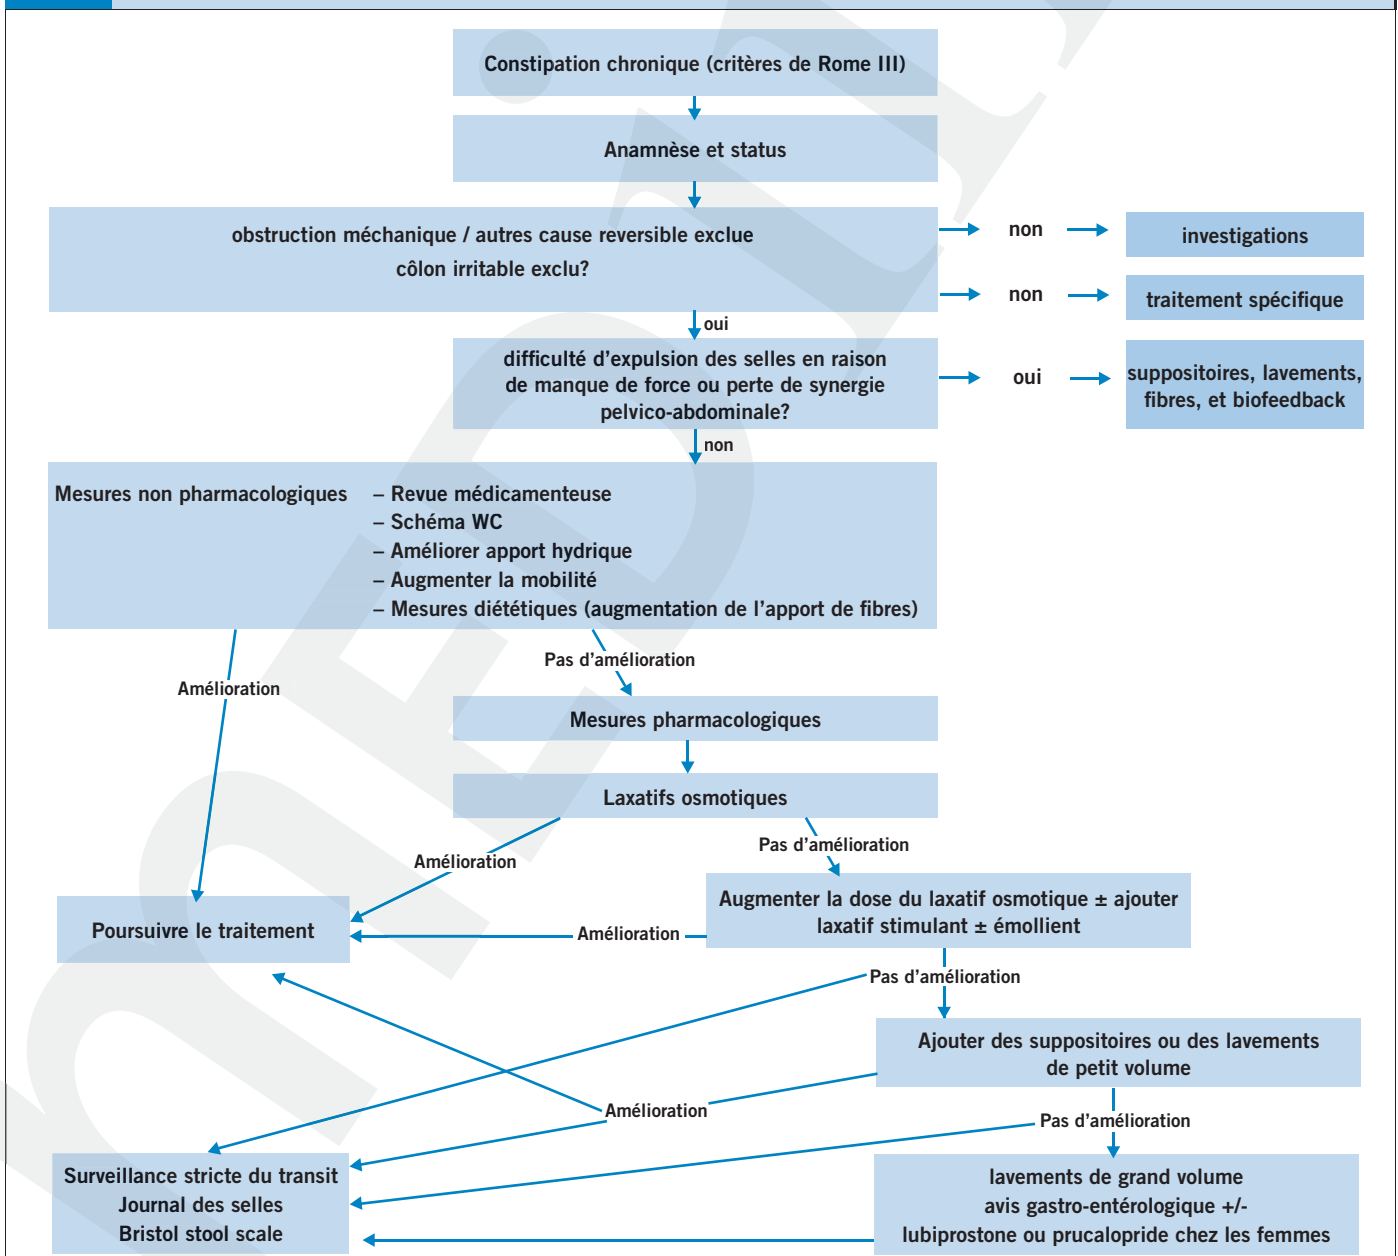 Constipation chronique (critères de Rome III)
Anamnèse et status
obstruction méchanique / autres cause reversible exclue
côlon irritable exclu?
non
investigations
non
traitement spécifique
oui
difficulté d'expulsion des selles en raison
de manque de force ou perte de synergie
pelvico-abdominale?
oui
suppositoires, lavements,
fibres, et biofeedback
non
Mesures non pharmacologiques
– Revue médicamenteuse
– Schéma WC
– Améliorer apport hydrique
– Augmenter la mobilité
– Mesures diététiques (augmentation de l'apport de fibres)
Pas d'amélioration
Amélioration
Mesures pharmacologiques
Laxatifs osmotiques
Pas d'amélioration
Amélioration
Augmenter la dose du laxatif osmotique ± ajouter
laxatif stimulant ± émollient
Poursuivre le traitement
Amélioration
Pas d'amélioration
Ajouter des suppositoires ou des lavements
de petit volume
Amélioration
Pas d'amélioration
Surveillance stricte du transit
Journal des selles
Bristol stool scale
lavements de grand volume
avis gastro-entérologique +/-
lubiprostone ou prucalopride chez les femmes